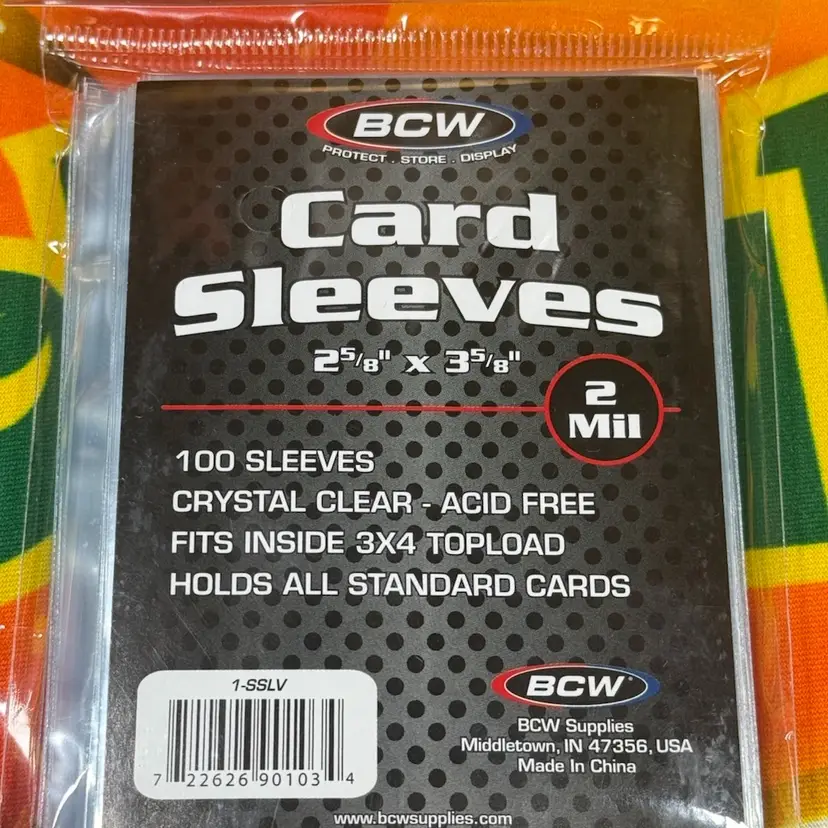 BCW
PROTECT . STORE . DISPLAY
Card
Sleeves
2 5/8" x 3 5/8"
2
Mil
100 SLEEVES
CRYSTAL CLEAR - ACID FREE
FITS INSIDE 3X4 TOPLOAD
HOLDS ALL STANDARD CARDS
1-SSLV
7 22626 90103 4
BCW
BCW Supplies
Middletown, IN 47356, USA
Made In China
www.bcwsupplies.com